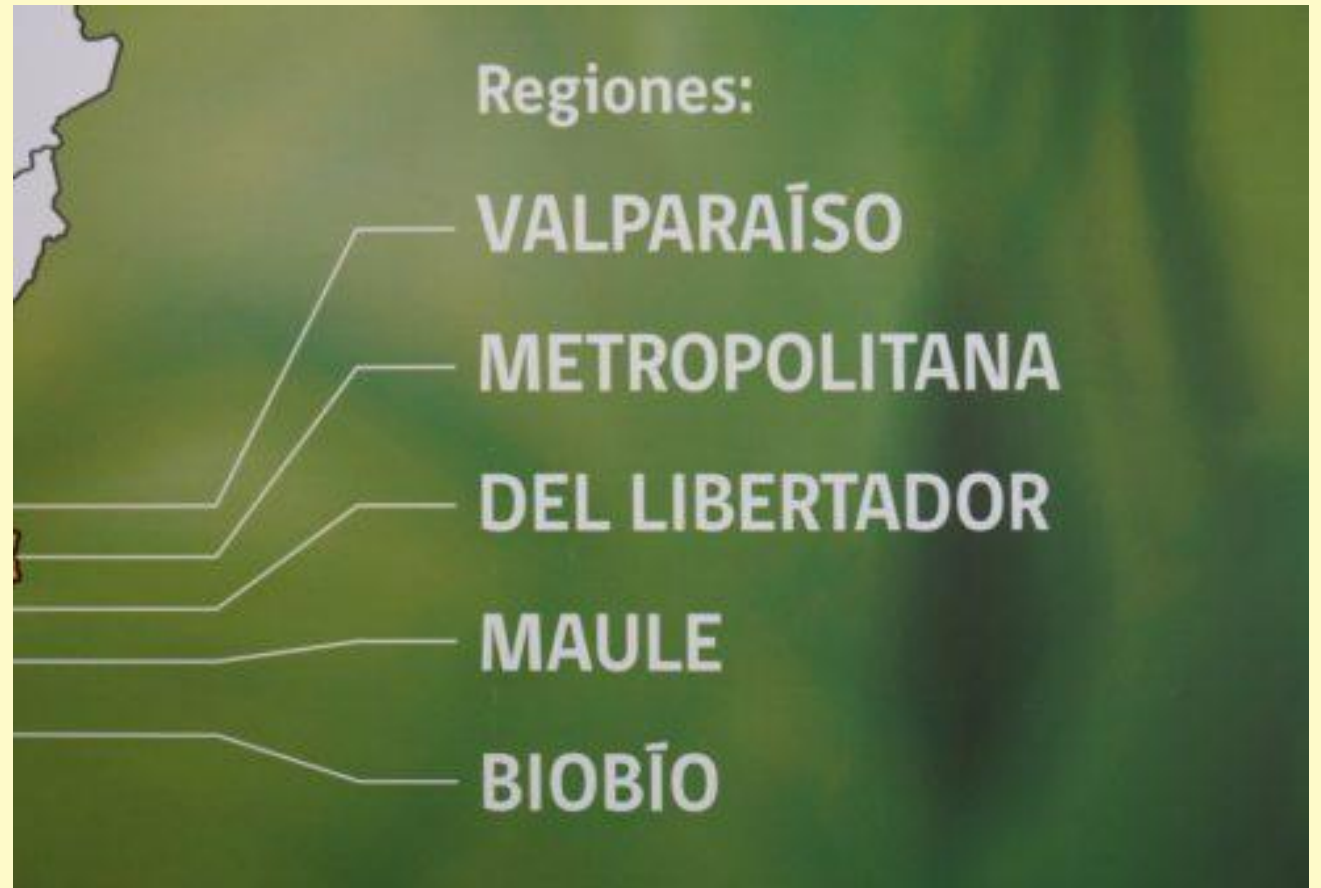 Regiones:
VALPARAÍSO
METROPOLITANA
DEL LIBERTADOR
MAULE
BIOBÍO